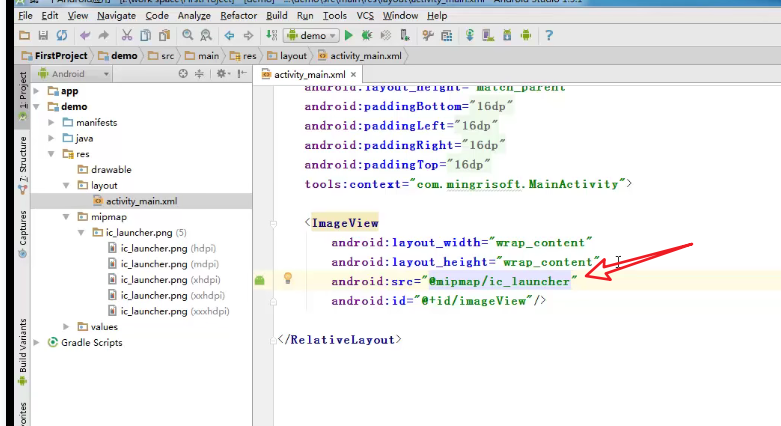 File Edit View Navigate Code Analyze Refactor Build Run Tools VCS Window Help
demo
FirstProject demo src main res layout activity_main.xml
Android
activity_main.xml
1: Project
7: Structure
Captures
Build Variants
app
demo
manifests
java
res
drawable
layout
activity_main.xml
mipmap
ic_launcher.png (5)
ic_launcher.png (hdpi)
ic_launcher.png (mdpi)
ic_launcher.png (xhdpi)
ic_launcher.png (xxhdpi)
ic_launcher.png (xxxhdpi)
values
Gradle Scripts
android:layout_height="match_parent"
android:paddingBottom="16dp"
android:paddingLeft="16dp"
android:paddingRight="16dp"
android:paddingTop="16dp"
tools:context="com.mingrisoft.MainActivity">
<ImageView
android:layout_width="wrap_content"
android:layout_height="wrap_content"
android:src="@mipmap/ic_launcher"
android:id="@+id/imageView"/>
</RelativeLayout>